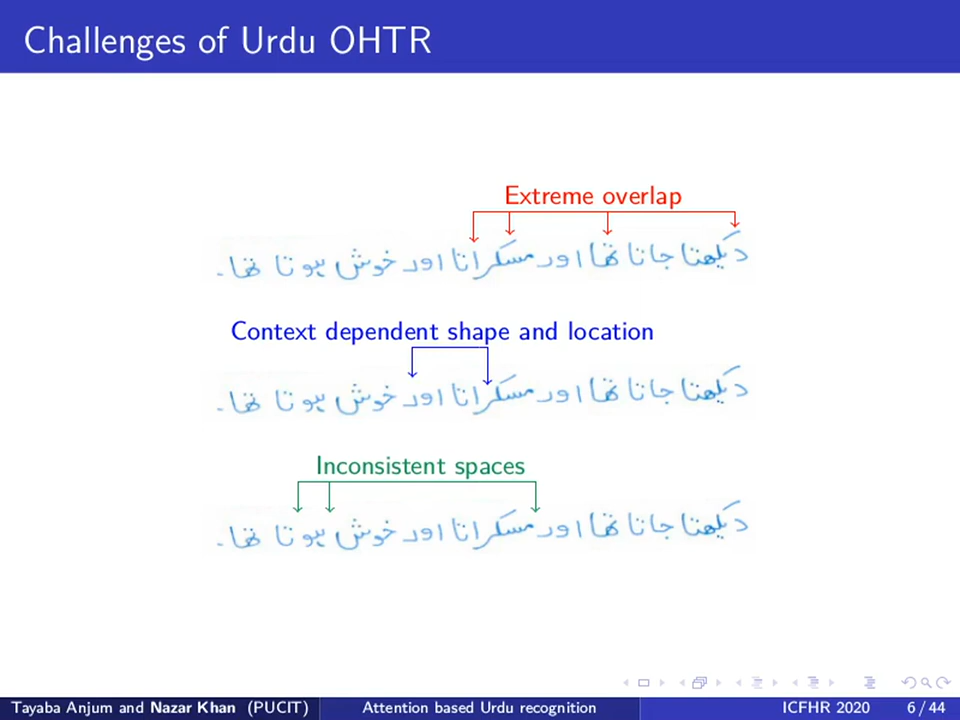 Challenges of Urdu OHTR
Extreme overlap
دیکھتا جاتا تھا اور مسکراتا اور خوش ہوتا تھا۔
Context dependent shape and location
دیکھتا جاتا تھا اور مسکراتا اور خوش ہوتا تھا۔
Inconsistent spaces
دیکھتا جاتا تھا اور مسکراتا اور خوش ہوتا تھا۔
Tayaba Anjum and Nazar Khan (PUCIT) Attention based Urdu recognition ICFHR 2020 6 / 44